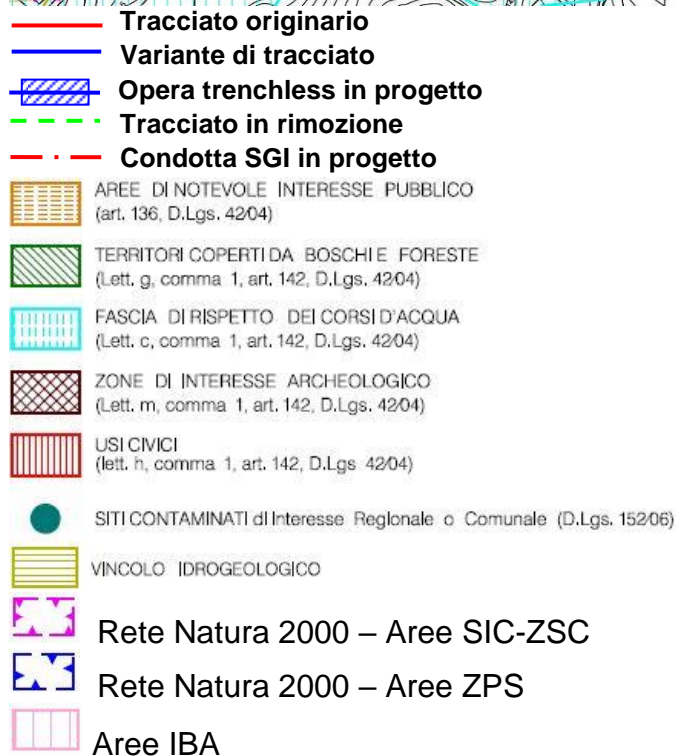 Tracciato originario
Variante di tracciato
Opera trenchless in progetto
Tracciato in rimozione
Condotta SGI in progetto
AREE DI NOTEVOLE INTERESSE PUBBLICO
(art. 136, D.Lgs. 42/04)
TERRITORI COPERTI DA BOSCHI E FORESTE
(Lett. g, comma 1, art. 142, D.Lgs. 42/04)
FASCIA DI RISPETTO DEI CORSI D'ACQUA
(Lett. c, comma 1, art. 142, D.Lgs. 42/04)
ZONE DI INTERESSE ARCHEOLOGICO
(Lett. m, comma 1, art. 142, D.Lgs. 42/04)
USI CIVICI
(lett. h, comma 1, art. 142, D.Lgs 42/04)
SITI CONTAMINATI di Interesse Regionale o Comunale (D.Lgs. 152/06)
VINCOLO IDROGEOLOGICO
Rete Natura 2000 – Aree SIC-ZSC
Rete Natura 2000 – Aree ZPS
Aree IBA